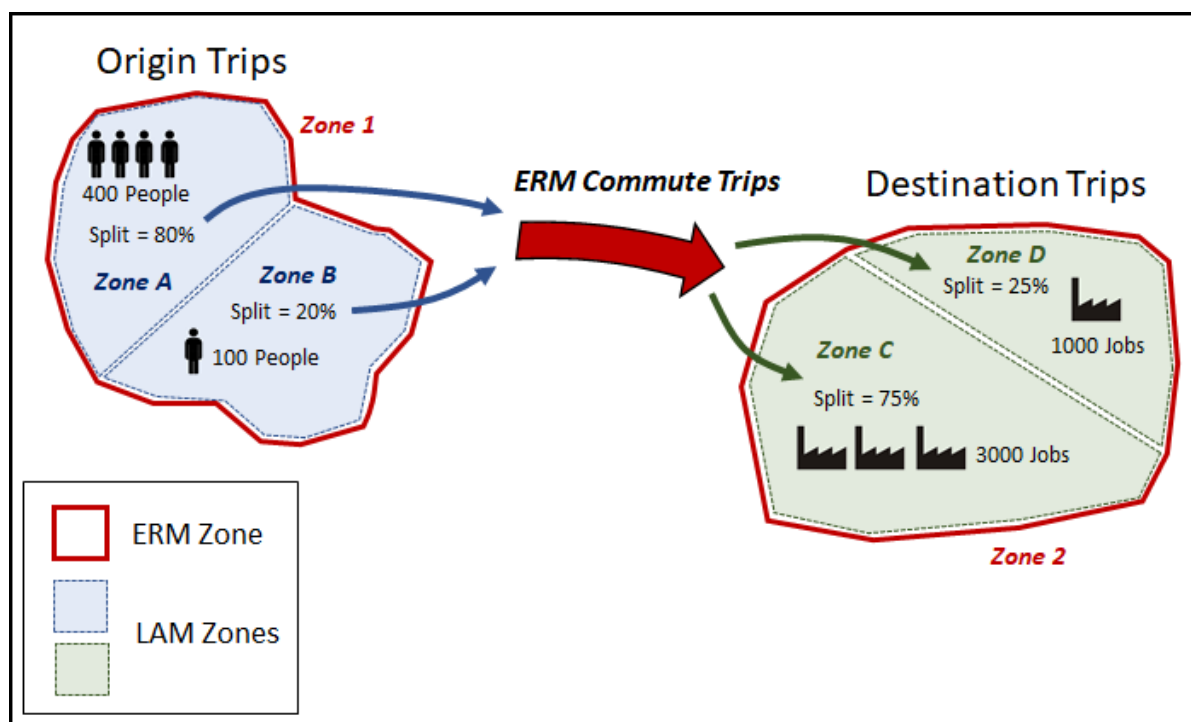 Origin Trips
Zone 1
400 People
Split = 80%
Zone A
Zone B
Split = 20%
100 People
ERM Commute Trips
Destination Trips
Zone D
Split = 25%
1000 Jobs
Zone C
Split = 75%
3000 Jobs
Zone 2
ERM Zone
LAM Zones